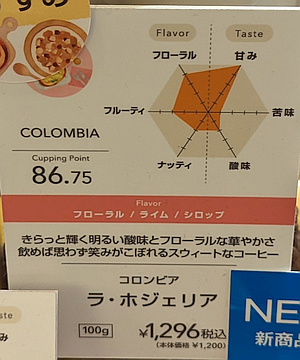 すすめ
Flavor
Taste
フローラル
甘み
フルーティ
苦味
ナッティ
酸味
COLOMBIA
Cupping Point
86.75
Flavor
フローラル / ライム / シロップ
きらっと輝く明るい酸味とフローラルな華やかさ
飲めば思わず笑みがこぼれるスウィートなコーヒー
コロンビア
ラ・ホジェリア
100g
¥1,296税込
(本体価格 ¥1,200)
NE
新商品
ste
み